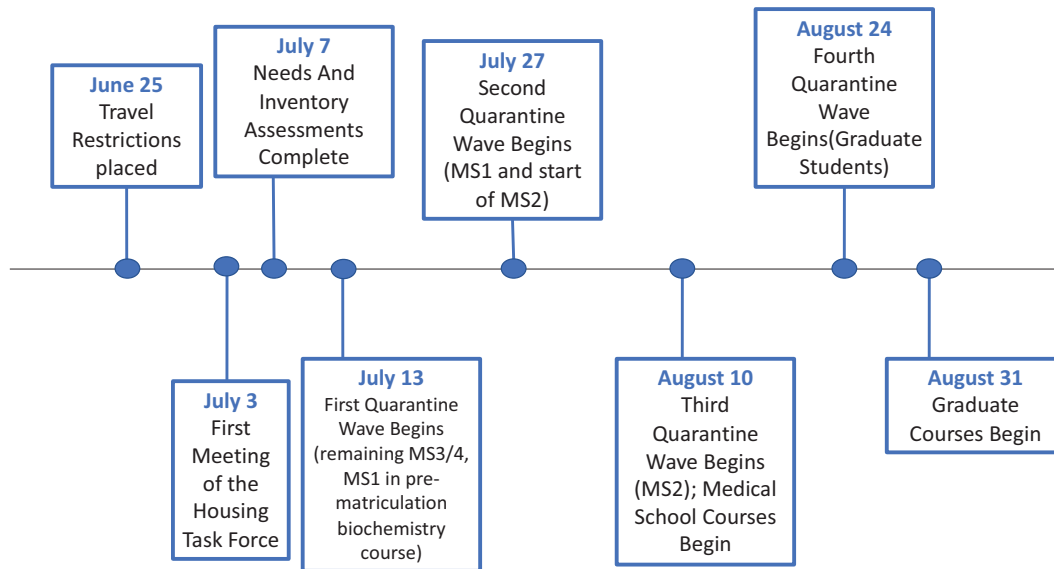 June 25
Travel
Restrictions
placed
July 7
Needs And
Inventory
Assessments
Complete
July 27
Second
Quarantine
Wave Begins
(MS1 and start
of MS2)
August 24
Fourth
Quarantine
Wave
Begins(Graduate
Students)
July 3
First
Meeting
of the
Housing
Task Force
July 13
First Quarantine
Wave Begins
(remaining MS3/4,
MS1 in pre-
matriculation
biochemistry
course)
August 10
Third
Quarantine
Wave Begins
(MS2); Medical
School Courses
Begin
August 31
Graduate
Courses Begin